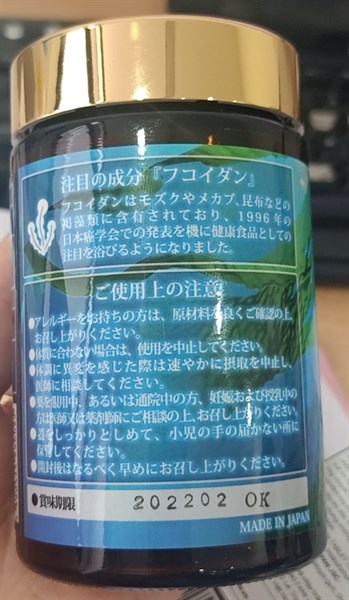 注目の成分『フコイダン』
フコイダンはモズクやメカブ、昆布などの
褐藻類に含有されており、1996年の
日本癌学会での発表を機に健康食品としての
注目を浴びるようになりました。
ご使用上の注意
●アレルギーをお持ちの方は、原材料を良くご確認の上、
お召し上がりください。
●体質に合わない場合は、使用を中止してください。
●体調に異変を感じた際は速やかに摂取を中止し、
医師に相談してください。
●薬を服用中、あるいは通院中の方、妊娠および授乳中の
方は医師又は薬剤師にご相談の上、お召し上がりください。
●蓋をしっかりとしめて、小児の手の届かない所に
保管してください。
●開封後はなるべく早めにお召し上がりください。
●賞味期限 202202 OK
MADE IN JAPAN